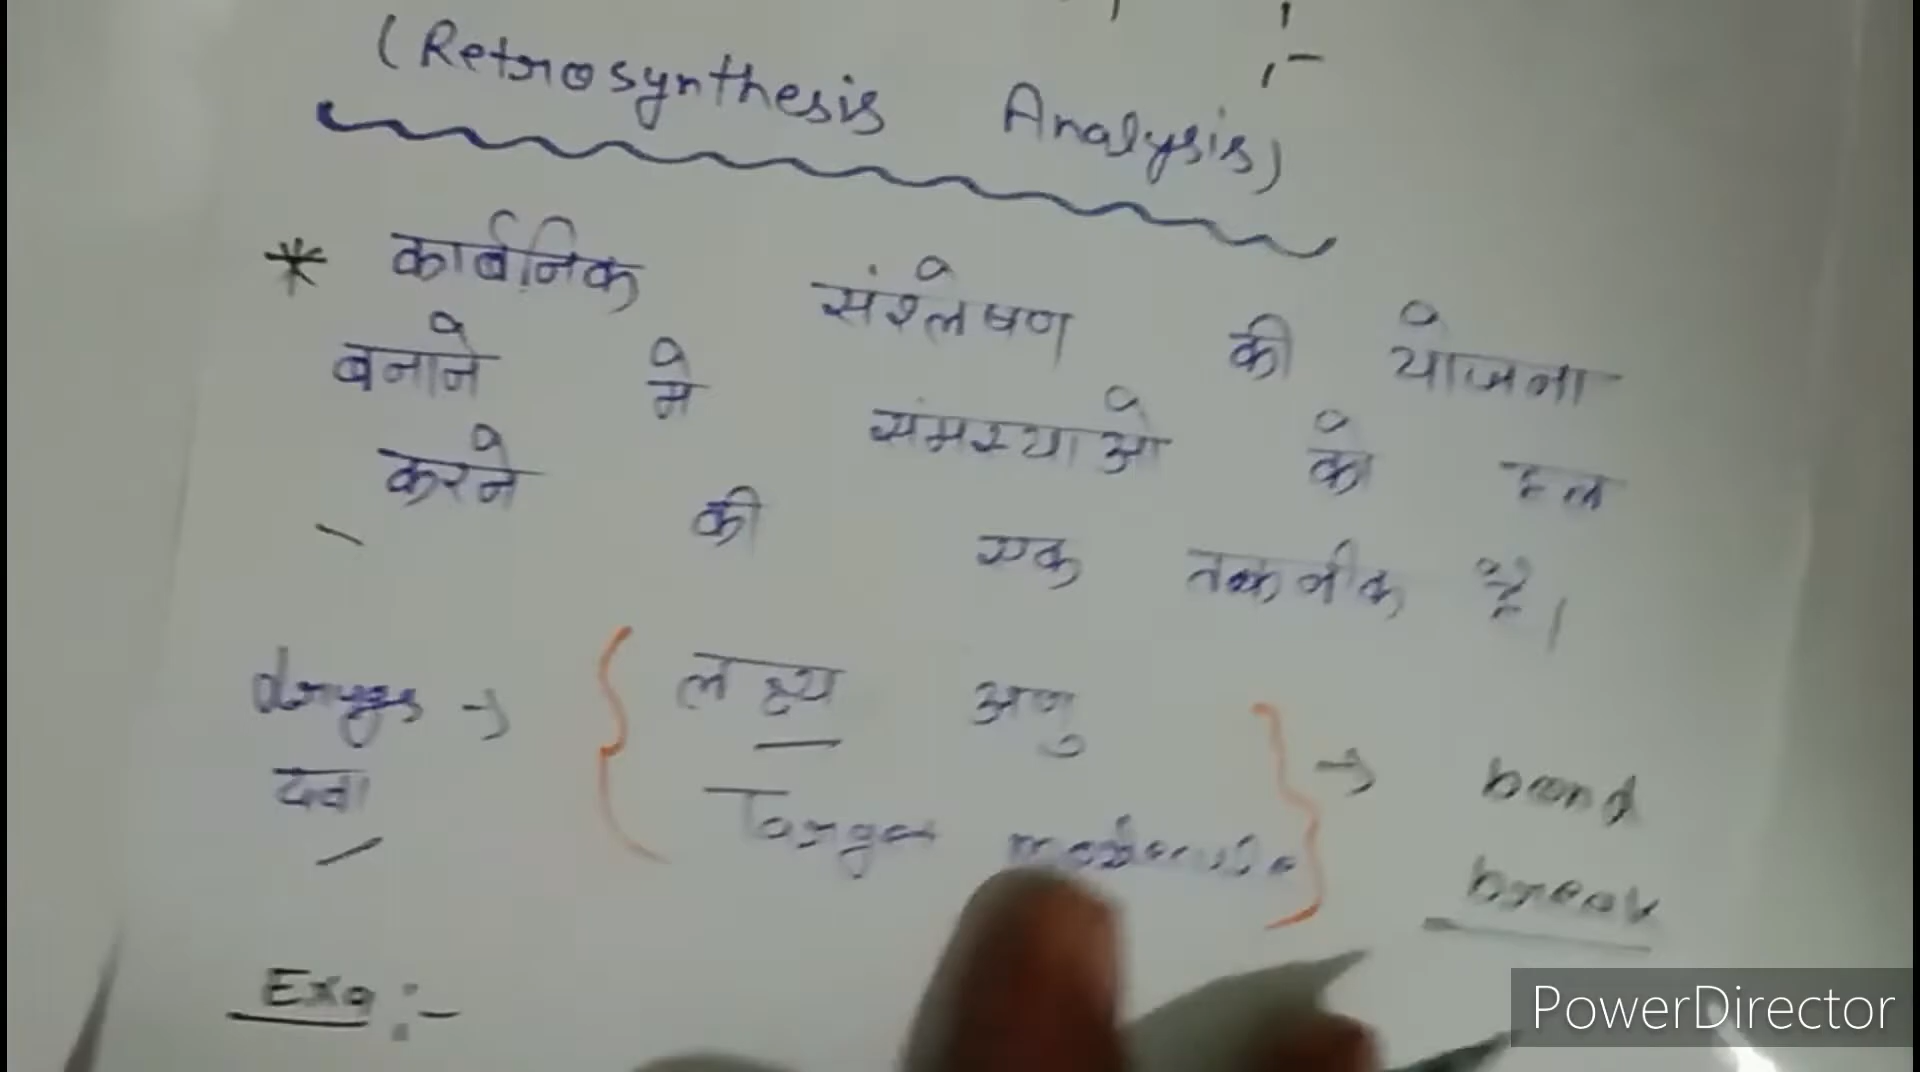 (Retrosynthesis Analysis)
* कार्बनिक संश्लेषण की योजना
बनाने मे संमस्याओ को हल
करने की एक तकनीक है।
drugs → { लक्ष्य अणु } → bond
दवा Target molecule break
Exa :-
PowerDirector